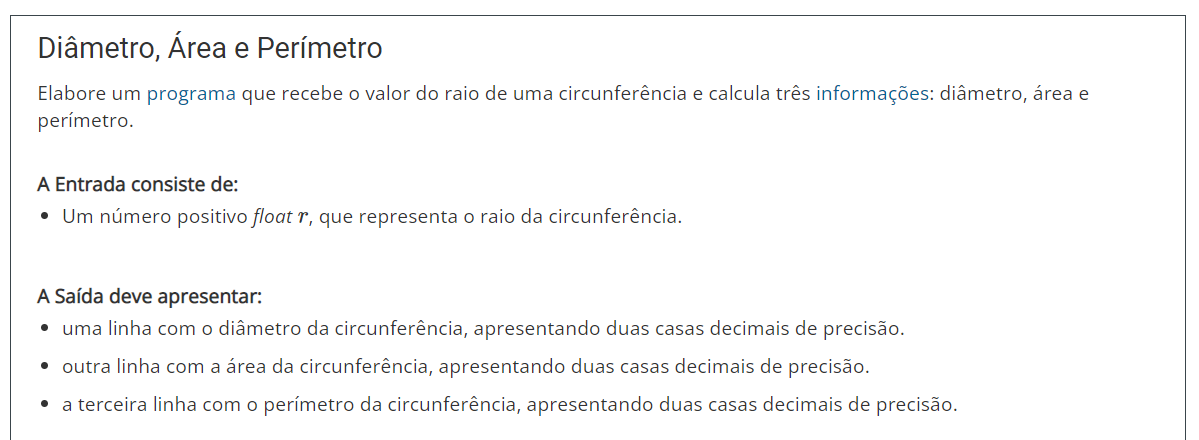 Diâmetro, Área e Perímetro
Elabore um programa que recebe o valor do raio de uma circunferência e calcula três informações: diâmetro, área e
perímetro.
A Entrada consiste de:
• Um número positivo float r, que representa o raio da circunferência.
A Saída deve apresentar:
• uma linha com o diâmetro da circunferência, apresentando duas casas decimais de precisão.
• outra linha com a área da circunferência, apresentando duas casas decimais de precisão.
• a terceira linha com o perímetro da circunferência, apresentando duas casas decimais de precisão.